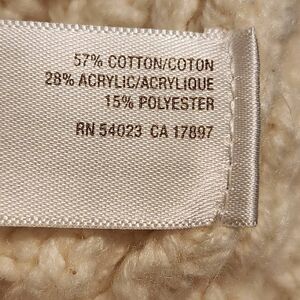 57% COTTON/COTON
28% ACRYLIC/ACRYLIQUE
15% POLYESTER
RN 54023 CA 17897